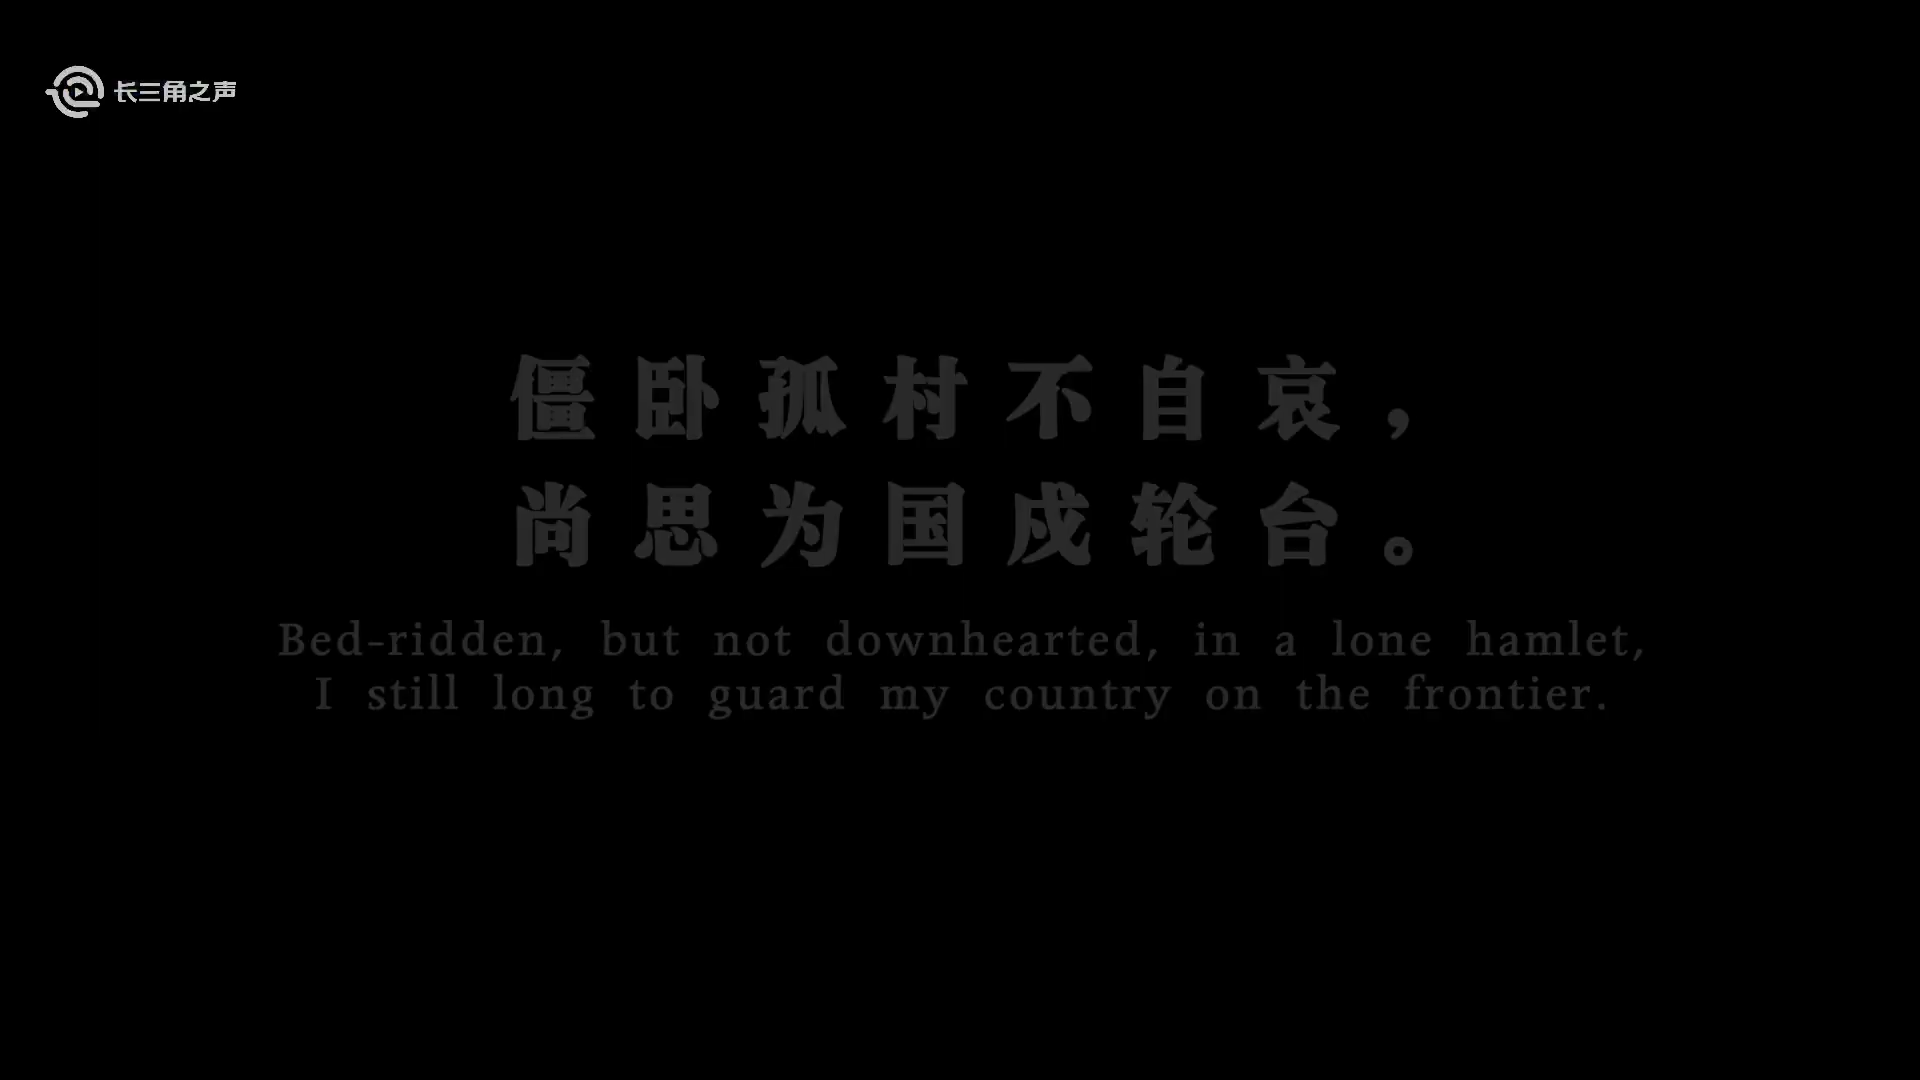 长三角之声
僵卧孤村不自哀，
尚思为国戍轮台。
Bed-ridden, but not downhearted, in a lone hamlet,
I still long to guard my country on the frontier.